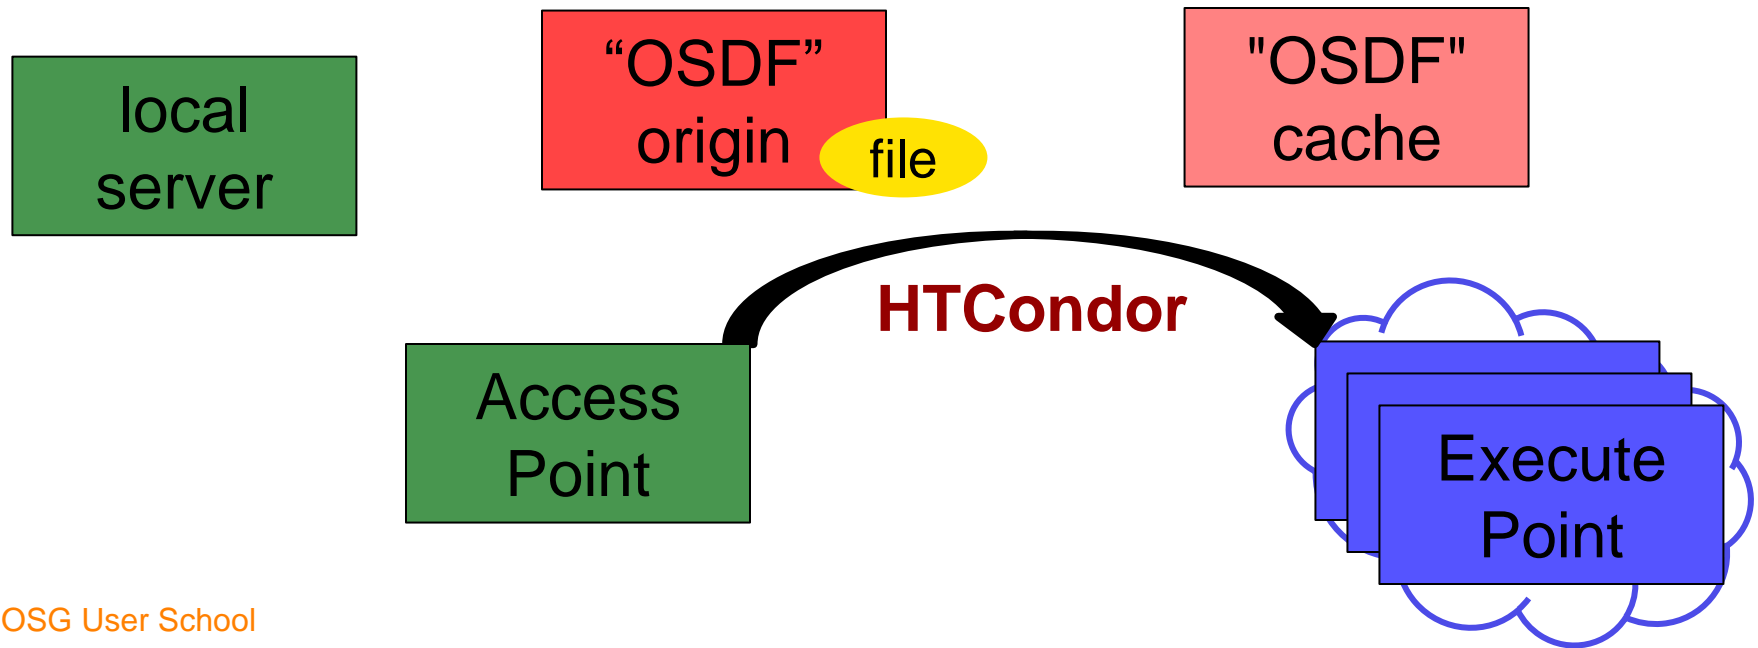 local
server
“OSDF”
origin
file
"OSDF"
cache
HTCondor
Access
Point
Execute
Point
OSG User School